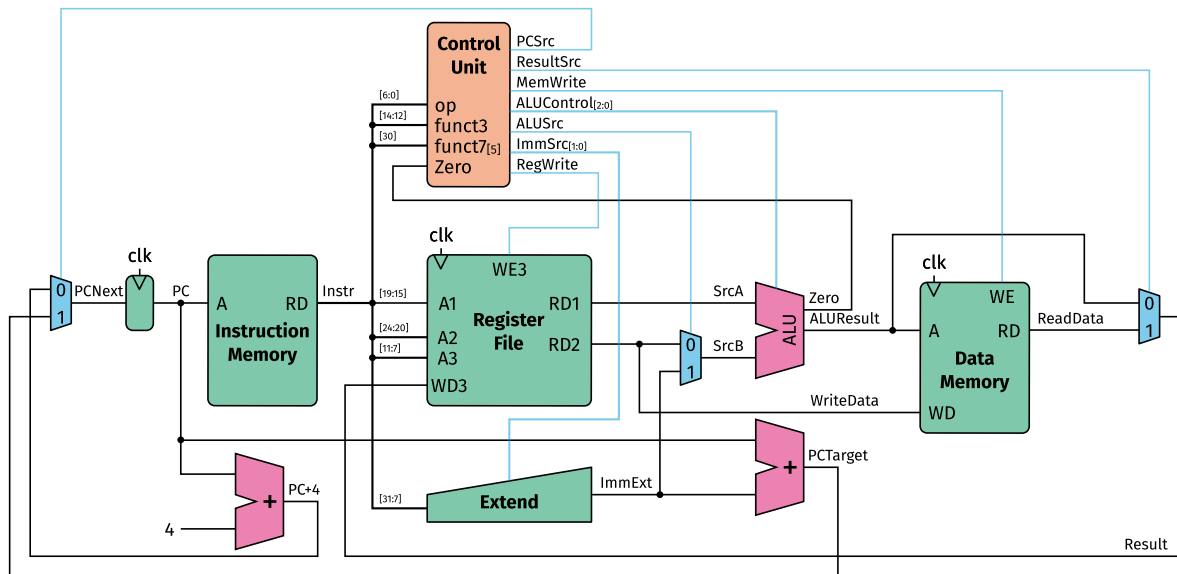 Control
Unit
PCSrc
ResultSrc
MemWrite
ALUControl[2:0]
ALUSrc
ImmSrc[1:0]
RegWrite
[6:0]
op
[14:12]
funct3
[30]
funct7[5]
Zero
clk
PCNext
0
1
PC
A
RD
Instruction
Memory
Instr
clk
WE3
[19:15]
A1
RD1
Register
File
[24:20]
A2
RD2
[11:7]
A3
WD3
SrcA
0
1
SrcB
ALU
Zero
ALUResult
clk
WE
A
RD
Data
Memory
WD
ReadData
0
1
WriteData
PCTarget
+
PC+4
+
4
[31:7]
Extend
ImmExt
Result